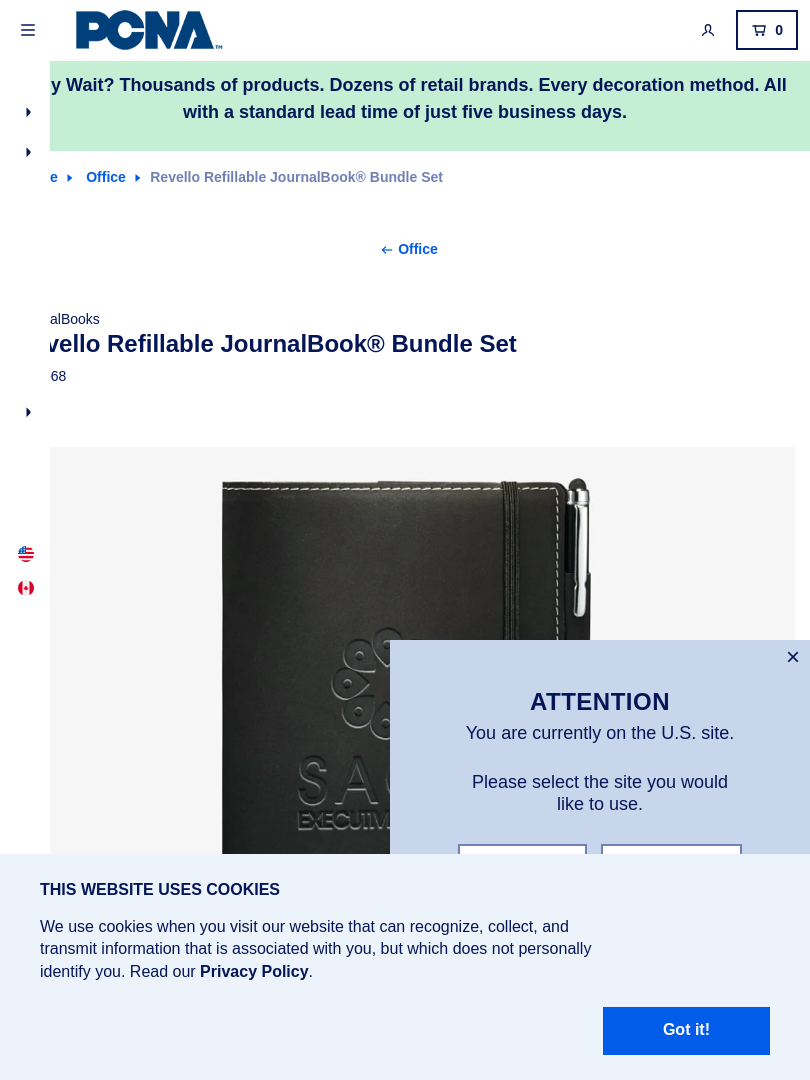 PCNA
TM
0
y Wait? Thousands of products. Dozens of retail brands. Every decoration method. All
with a standard lead time of just five business days.
e
Office
Revello Refillable JournalBook® Bundle Set
Office
alBooks
vello Refillable JournalBook® Bundle Set
68
ATTENTION
You are currently on the U.S. site.
Please select the site you would
like to use.
THIS WEBSITE USES COOKIES
We use cookies when you visit our website that can recognize, collect, and
transmit information that is associated with you, but which does not personally
identify you. Read our Privacy Policy.
Got it!